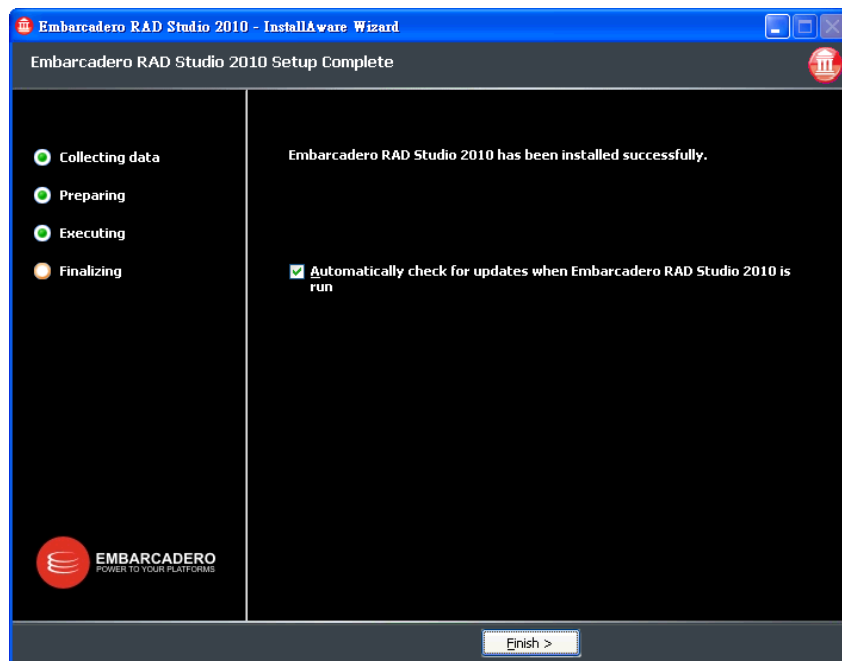 Embarcadero RAD Studio 2010 - InstallAware Wizard
Embarcadero RAD Studio 2010 Setup Complete
Collecting data
Preparing
Executing
Finalizing
Embarcadero RAD Studio 2010 has been installed successfully.
Automatically check for updates when Embarcadero RAD Studio 2010 is
run
EMBARCADERO
POWER TO YOUR PLATFORMS
Finish >